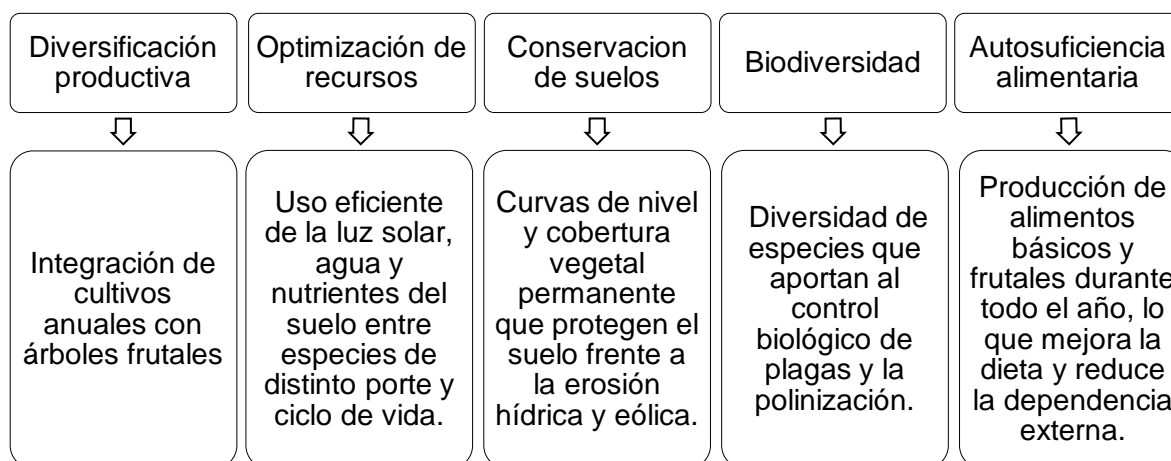 Diversificación
productiva
Optimización de
recursos
Conservacion
de suelos
Biodiversidad
Autosuficiencia
alimentaria
Integración de
cultivos
anuales con
árboles frutales
Uso eficiente
de la luz solar,
agua y
nutrientes del
suelo entre
especies de
distinto porte y
ciclo de vida.
Curvas de nivel
y cobertura
vegetal
permanente
que protegen el
suelo frente a
la erosión
hídrica y eólica.
Diversidad de
especies que
aportan al
control
biológico de
plagas y la
polinización.
Producción de
alimentos
básicos y
frutales durante
todo el año, lo
que mejora la
dieta y reduce
la dependencia
externa.